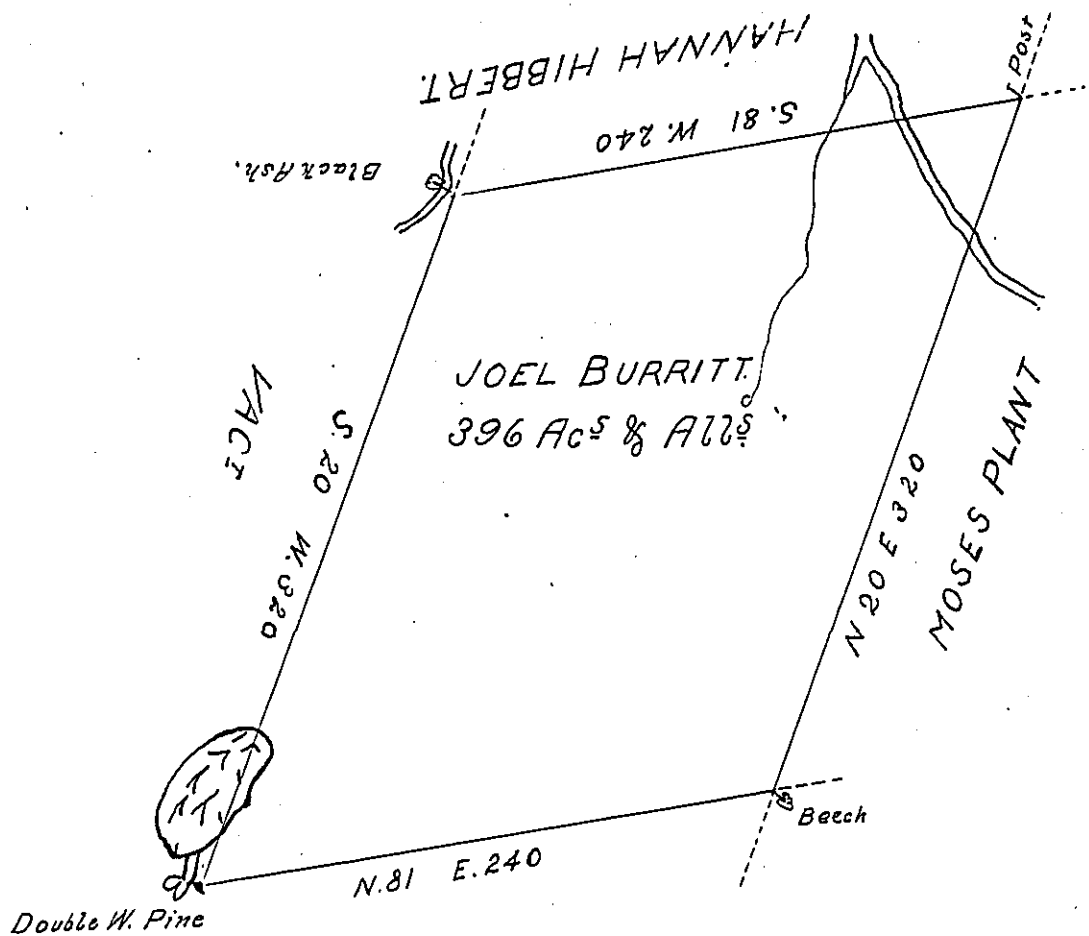 HANNAH HIBBERT.
Post
S. 81 W. 240
Black Ash.
VACT
S. 20 W. 320
JOEL BURRITT.
396 Acs & Alls
N 20 E 320
MOSES PLANT
Beech
N. 81 E. 240
Double W. Pine